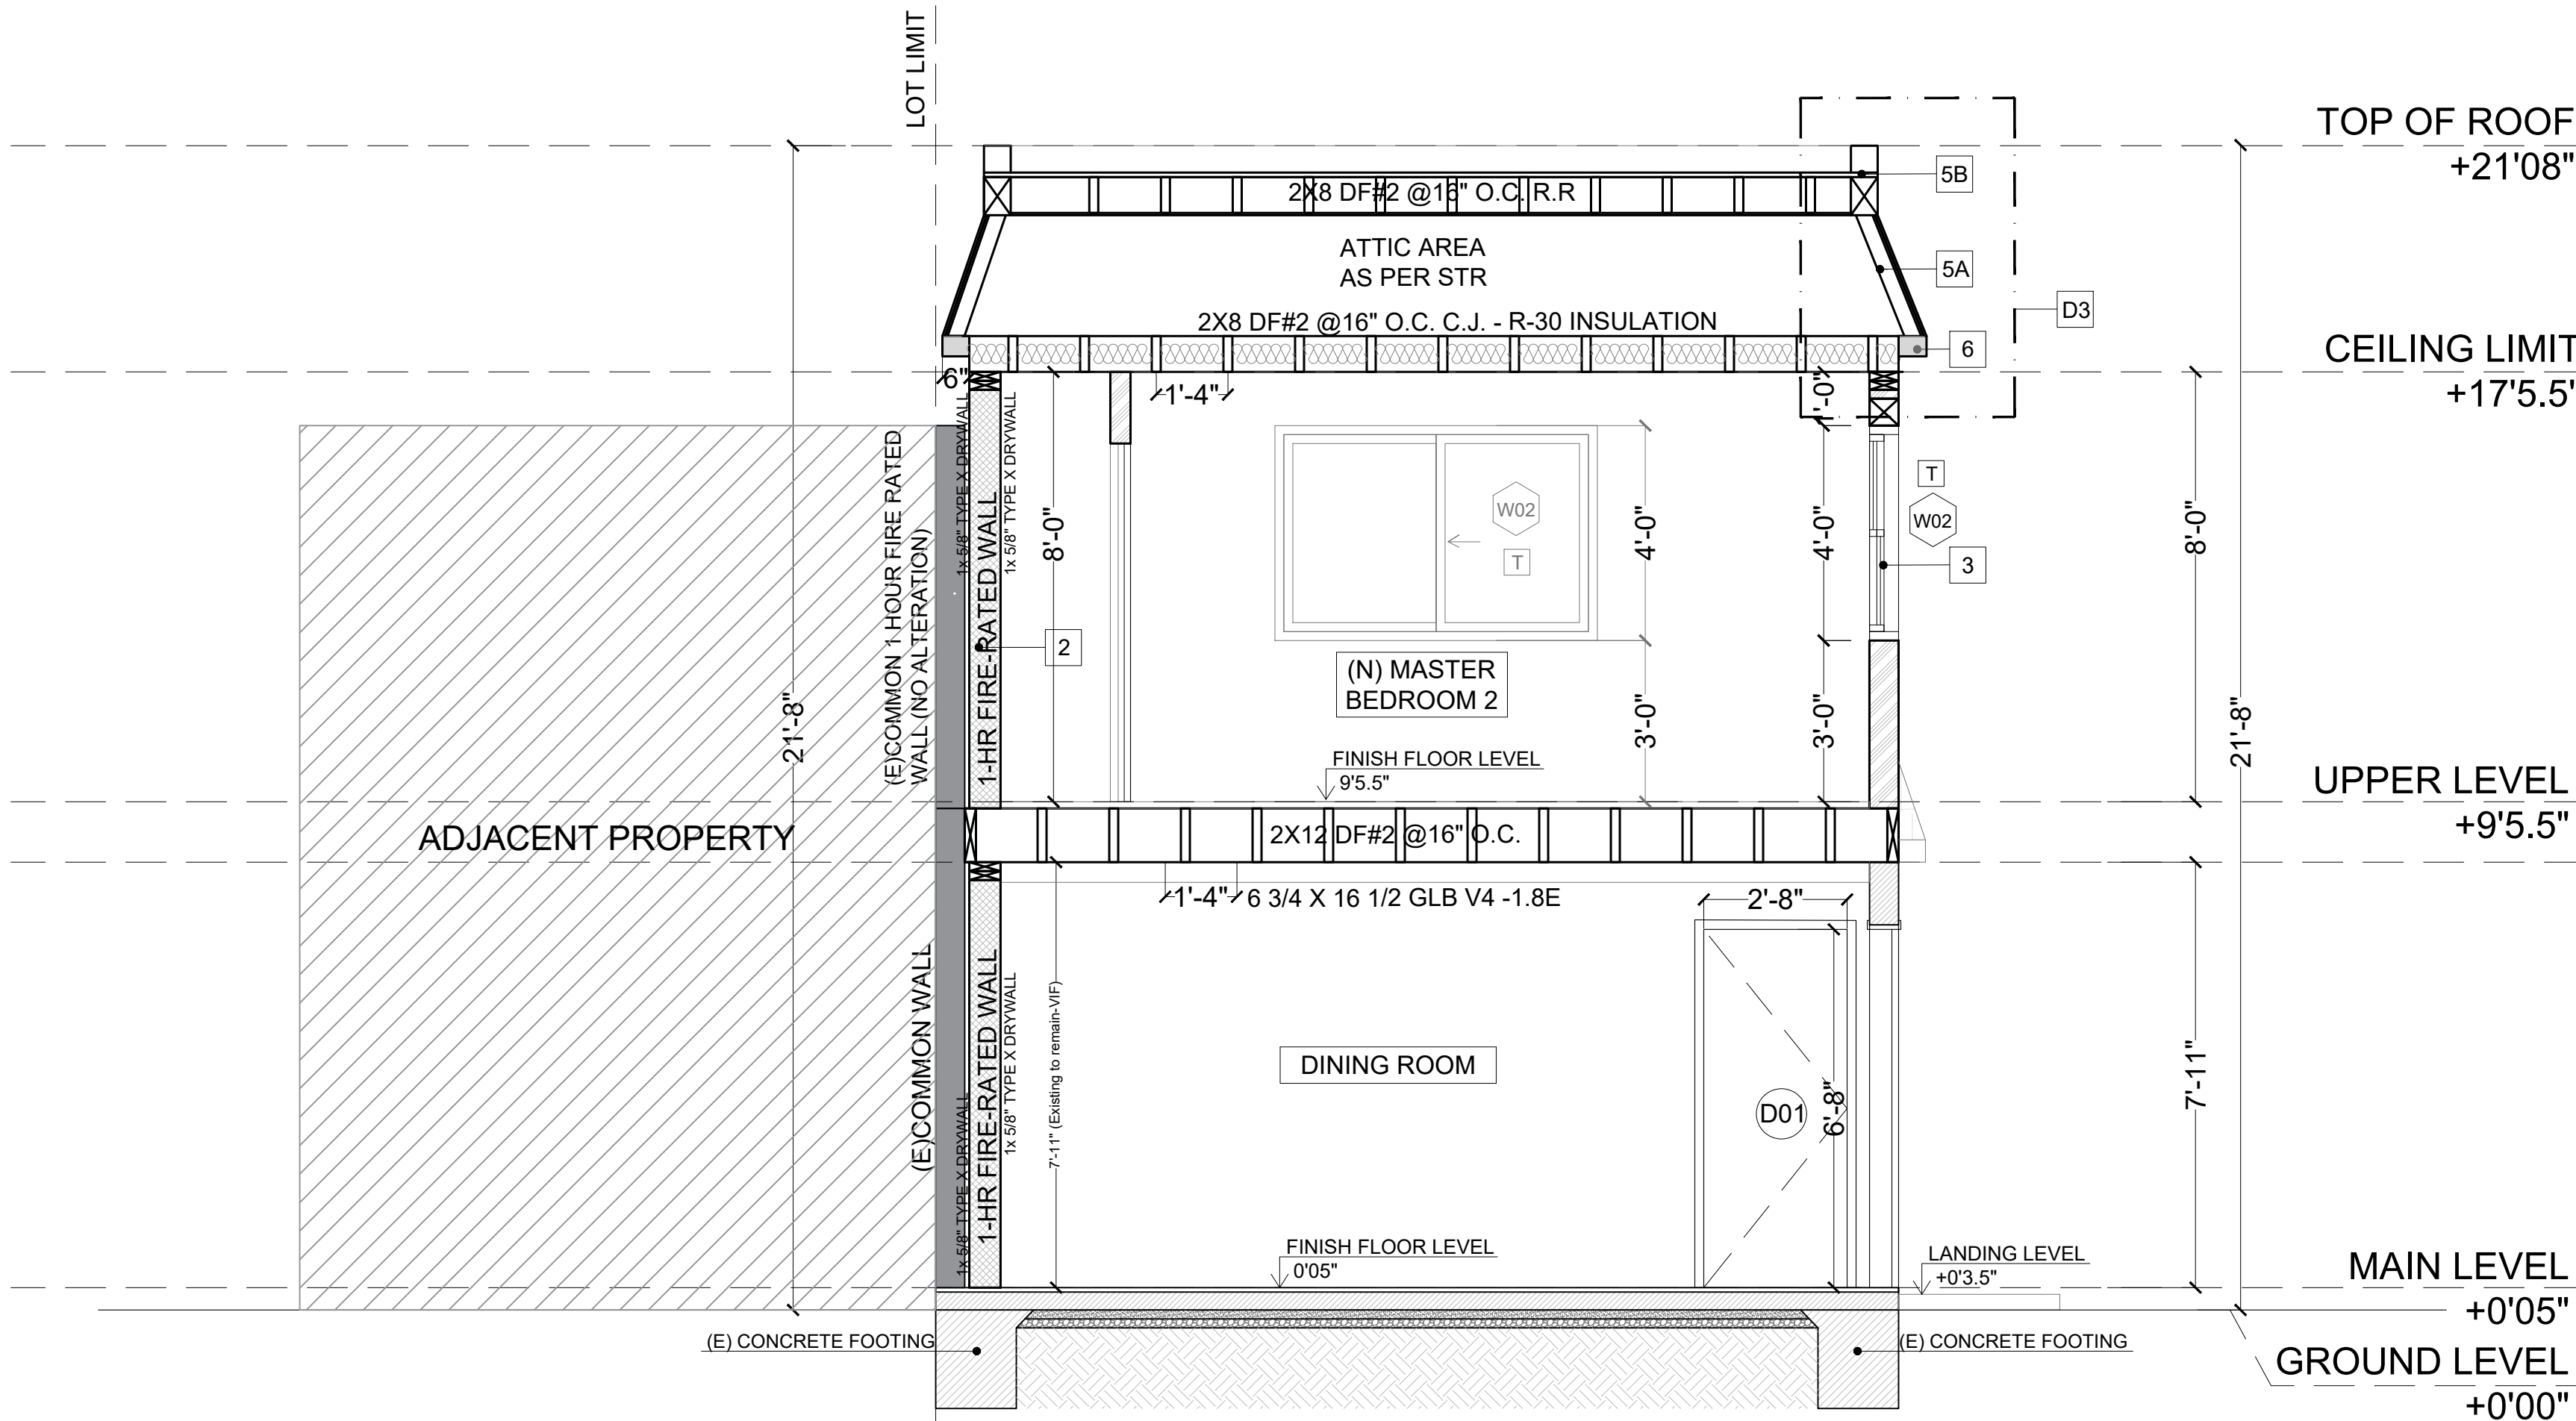 LOT LIMIT
TOP OF ROOF
+21'08"
5B
2X8 DF#2 @16" O.C. R.R
ATTIC AREA
AS PER STR
5A
D3
2X8 DF#2 @16" O.C. C.J. - R-30 INSULATION
6
CEILING LIMIT
+17'5.5"
6"
1'-4"
1'-0"
(E)COMMON 1 HOUR FIRE RATED
WALL (NO ALTERATION)
1x 5/8" TYPE X DRYWALL
1-HR FIRE-RATED WALL
1x 5/8" TYPE X DRYWALL
8'-0"
W02
T
4'-0"
4'-0"
T
W02
3
8'-0"
2
21'-8"
(N) MASTER
BEDROOM 2
3'-0"
3'-0"
21'-8"
FINISH FLOOR LEVEL
9'5.5"
UPPER LEVEL
+9'5.5"
ADJACENT PROPERTY
2X12 DF#2 @16" O.C.
1'-4"
6 3/4 X 16 1/2 GLB V4 -1.8E
2'-8"
(E)COMMON WALL
1x 5/8" TYPE X DRYWALL
1-HR FIRE-RATED WALL
1x 5/8" TYPE X DRYWALL
7'-11" (Existing to remain-VIF)
DINING ROOM
D01
6'-8"
7'-11"
FINISH FLOOR LEVEL
0'05"
LANDING LEVEL
+0'3.5"
MAIN LEVEL
+0'05"
(E) CONCRETE FOOTING
(E) CONCRETE FOOTING
GROUND LEVEL
+0'00"